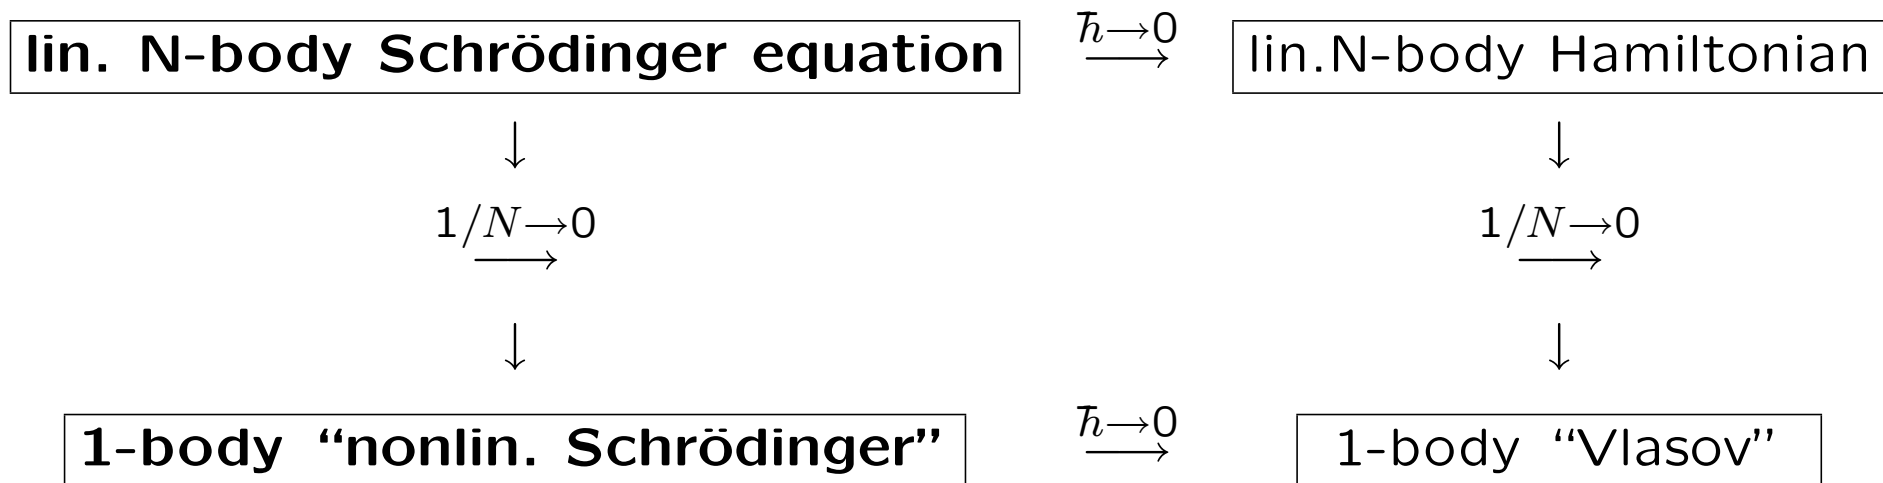 lin. N-body Schrödinger equation ℏ→0 lin.N-body Hamiltonian
1/N→0 1/N→0
1-body “nonlin. Schrödinger” ℏ→0 1-body “Vlasov”